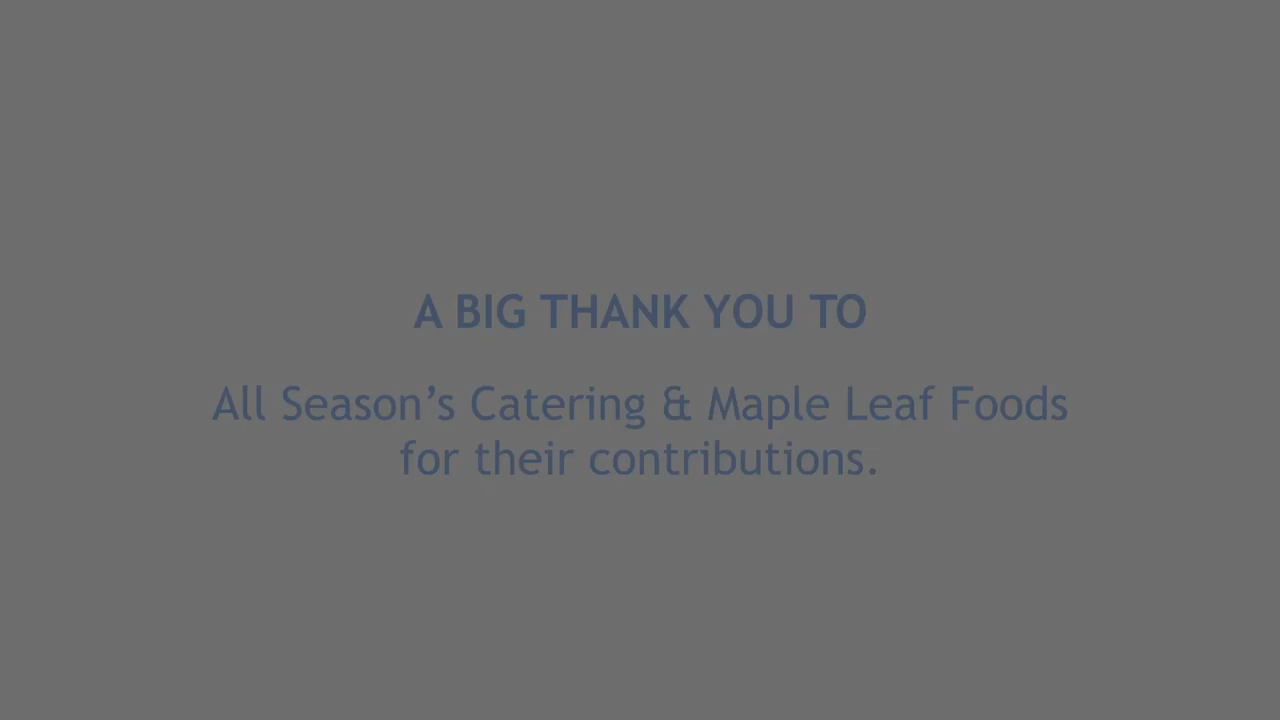 A BIG THANK YOU TO
All Season’s Catering & Maple Leaf Foods
for their contributions.